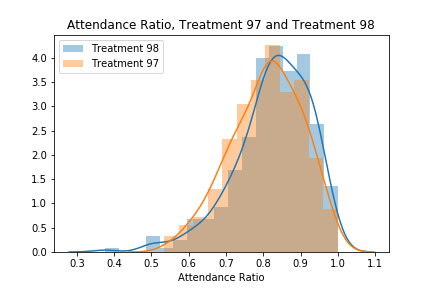 Attendance Ratio, Treatment 97 and Treatment 98
Treatment 98
Treatment 97
4.0
3.5
3.0
2.5
2.0
1.5
1.0
0.5
0.0
0.3 0.4 0.5 0.6 0.7 0.8 0.9 1.0 1.1
Attendance Ratio